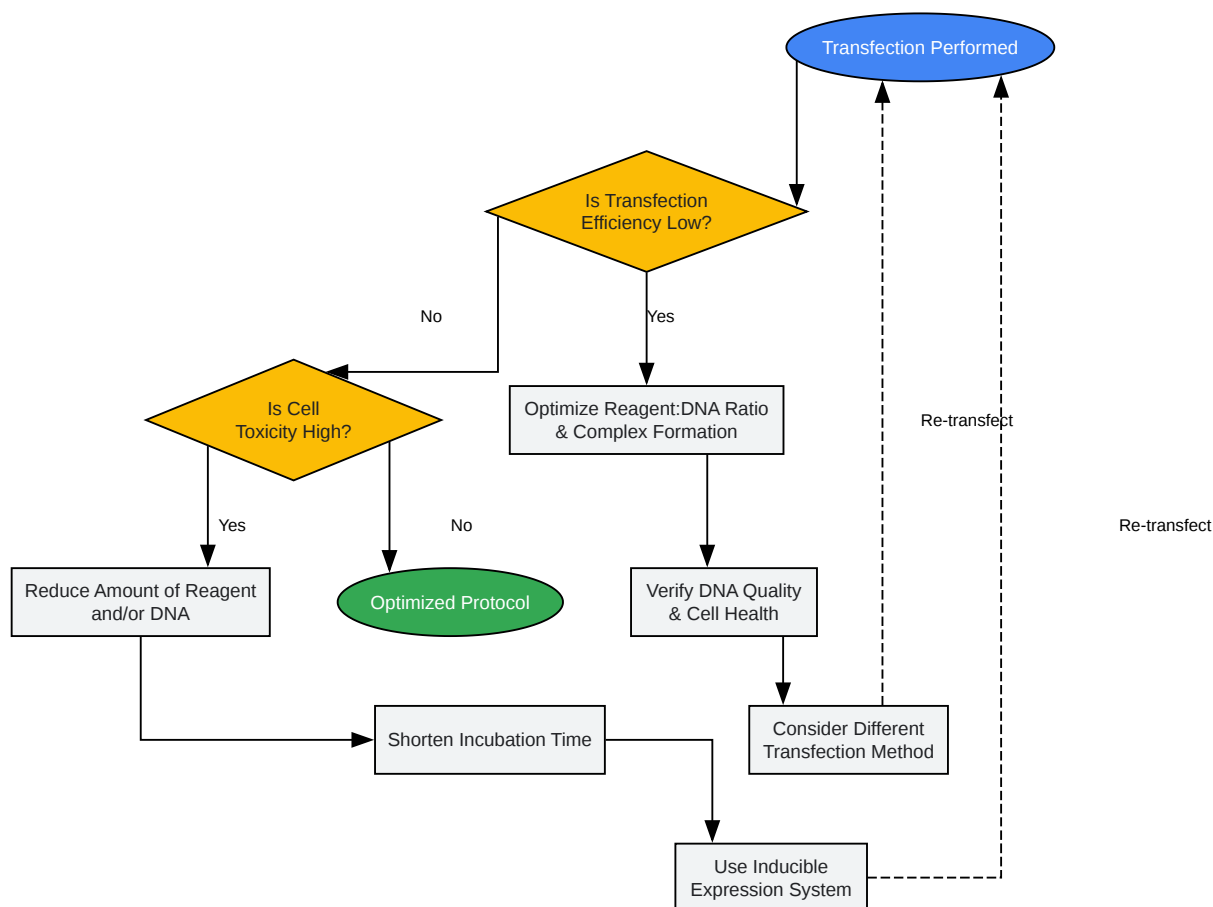 Transfection Performed
Is Transfection
Efficiency Low?
No
Yes
Is Cell
Toxicity High?
Optimize Reagent:DNA Ratio
& Complex Formation
Re-transfect
Yes
No
Re-transfect
Reduce Amount of Reagent
and/or DNA
Optimized Protocol
Verify DNA Quality
& Cell Health
Shorten Incubation Time
Consider Different
Transfection Method
Use Inducible
Expression System